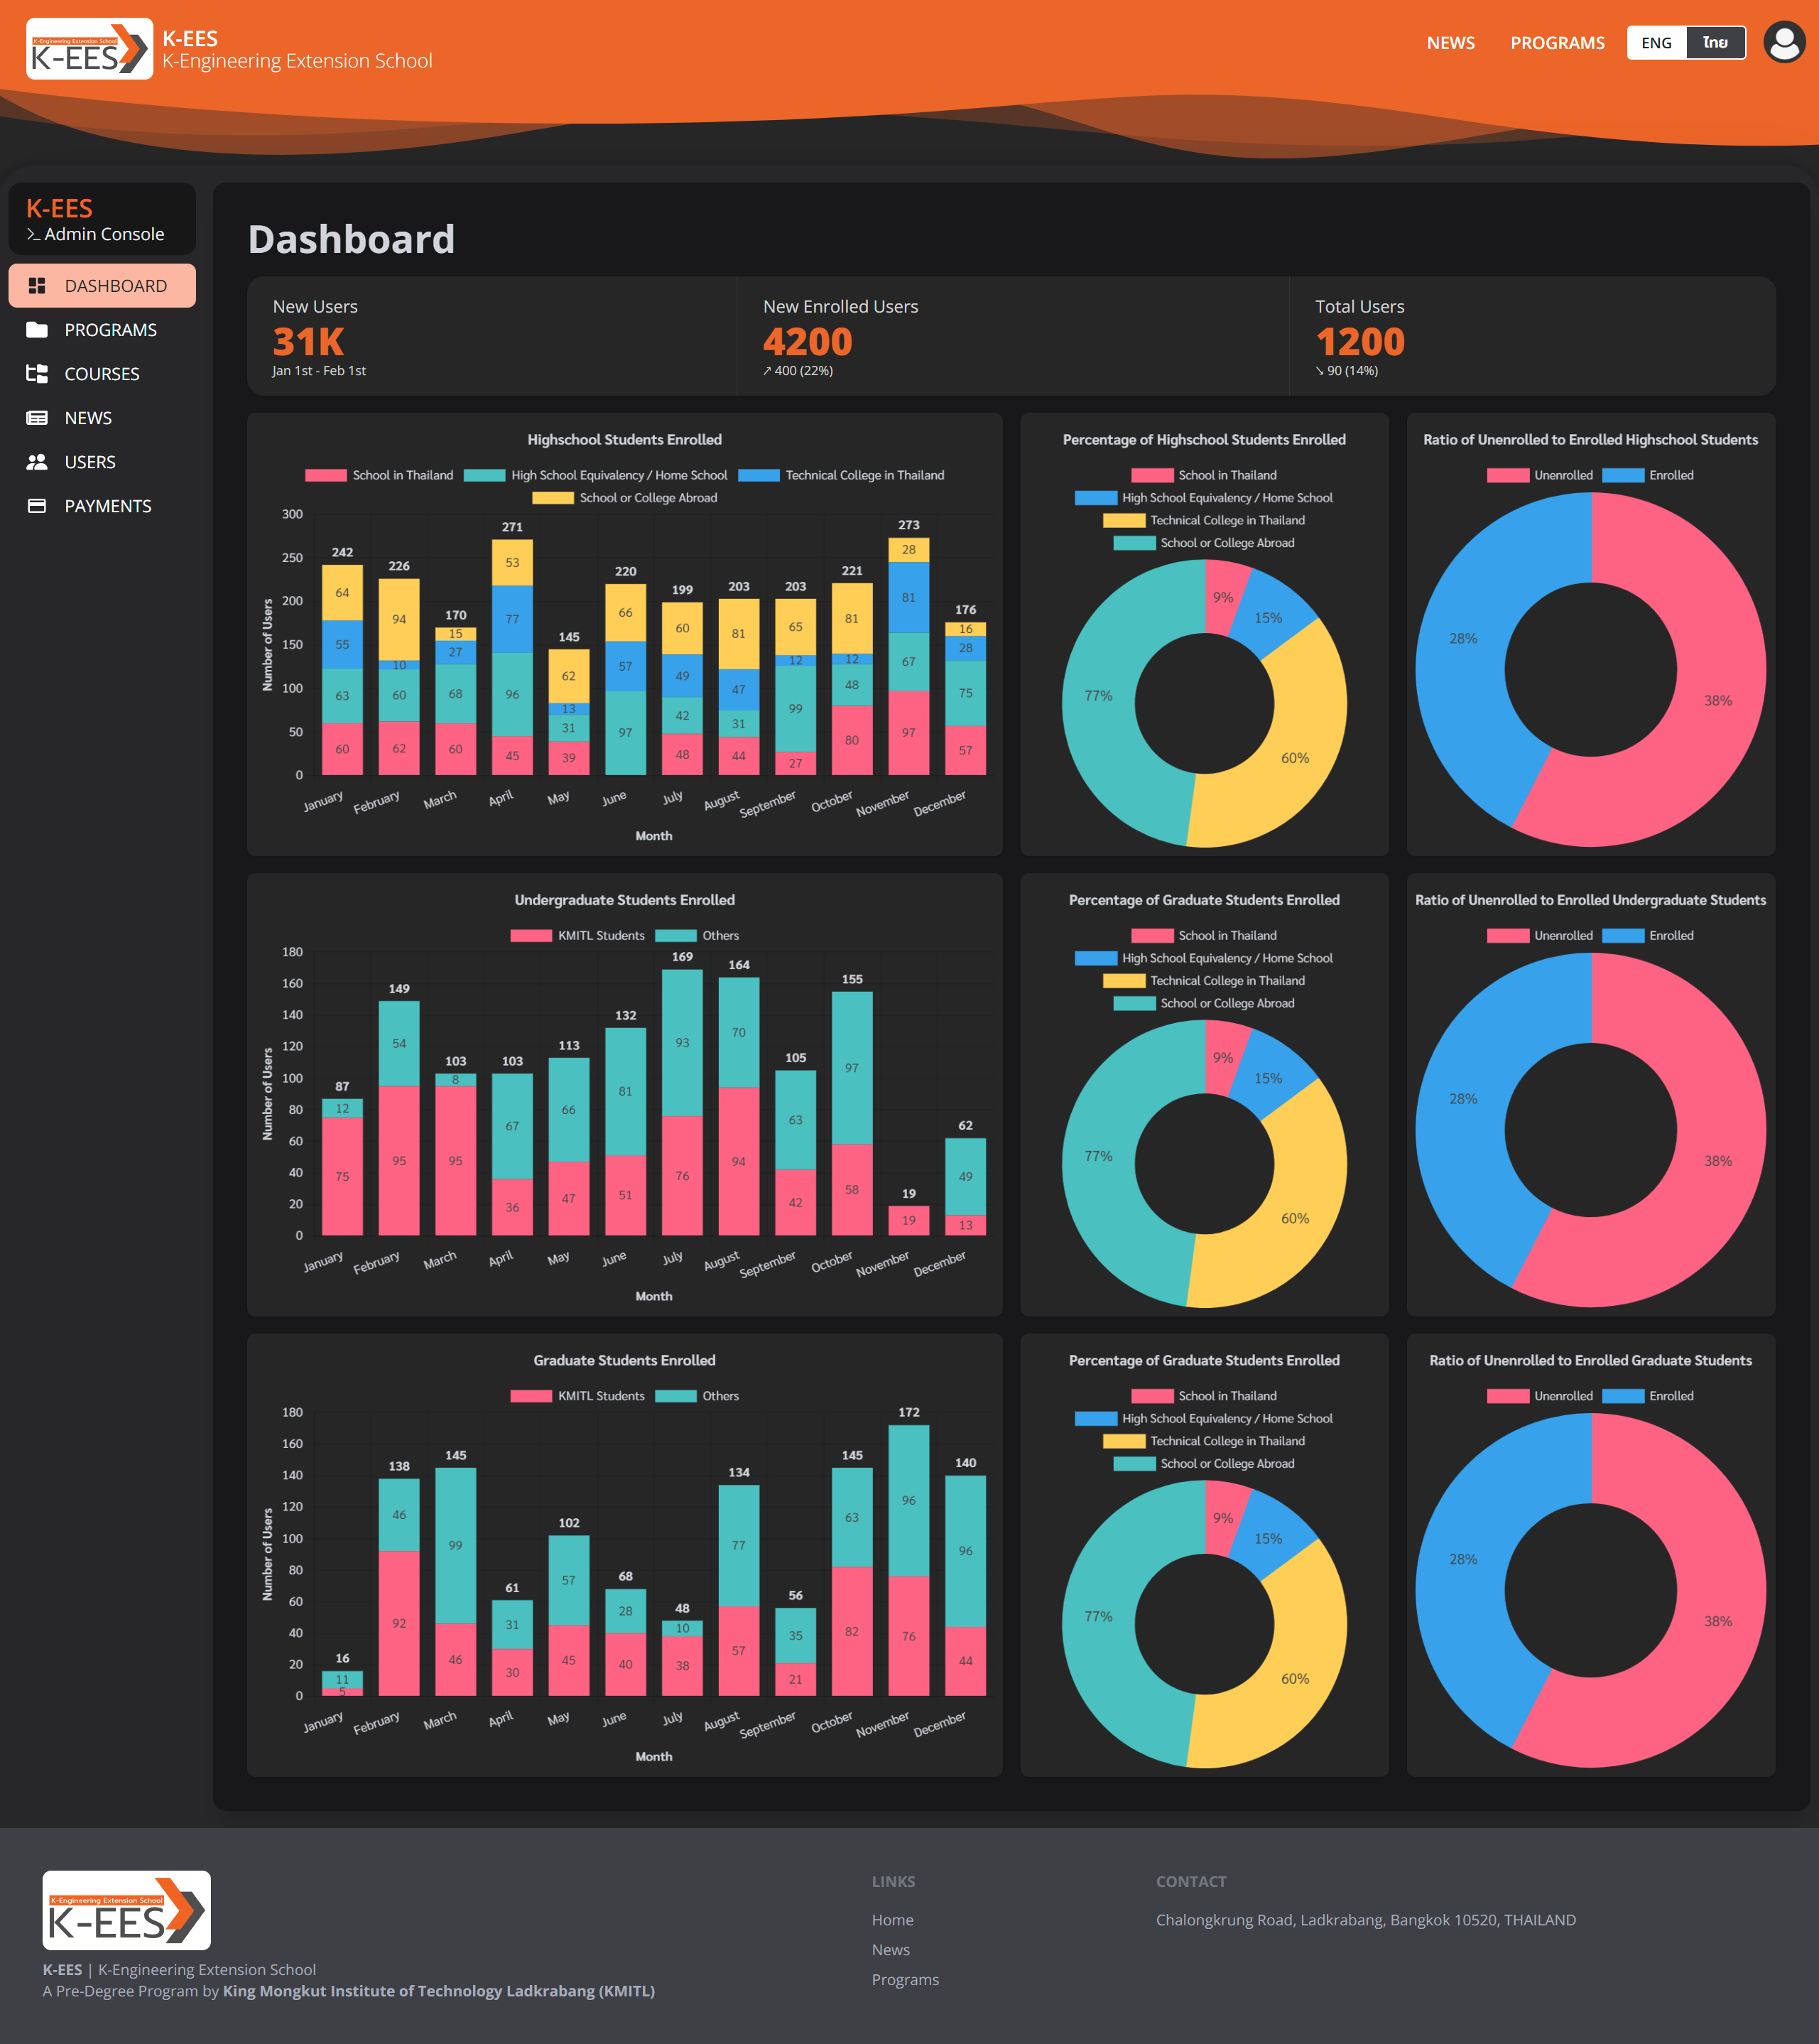 K-Engineering Extension School
K-EES
K-EES
K-Engineering Extension School
NEWS
PROGRAMS
ENG
ไทย
K-EES
Admin Console
DASHBOARD
PROGRAMS
COURSES
NEWS
USERS
PAYMENTS
Dashboard
New Users
31K
Jan 1st - Feb 1st
New Enrolled Users
4200
↗ 400 (22%)
Total Users
1200
↘ 90 (14%)
Highschool Students Enrolled
School in Thailand
High School Equivalency / Home School
Technical College in Thailand
School or College Abroad
Number of Users
300
250
200
150
100
50
0
242
64
55
63
60
226
94
10
60
62
170
15
27
68
60
271
53
77
96
45
145
62
13
31
39
220
66
57
97
199
60
49
42
48
203
81
47
31
44
203
65
12
99
27
221
81
12
48
80
273
28
81
67
97
176
16
28
75
57
January
February
March
April
May
June
July
August
September
October
November
December
Month
Percentage of Highschool Students Enrolled
School in Thailand
High School Equivalency / Home School
Technical College in Thailand
School or College Abroad
9%
15%
77%
60%
Ratio of Unenrolled to Enrolled Highschool Students
Unenrolled
Enrolled
28%
38%
Undergraduate Students Enrolled
KMITL Students
Others
Number of Users
180
160
140
120
100
80
60
40
20
0
87
12
75
149
54
95
103
8
95
103
67
36
113
66
47
132
81
51
169
93
76
164
70
94
105
63
42
155
97
58
19
19
62
49
13
January
February
March
April
May
June
July
August
September
October
November
December
Month
Percentage of Graduate Students Enrolled
School in Thailand
High School Equivalency / Home School
Technical College in Thailand
School or College Abroad
9%
15%
77%
60%
Ratio of Unenrolled to Enrolled Undergraduate Students
Unenrolled
Enrolled
28%
38%
Graduate Students Enrolled
KMITL Students
Others
Number of Users
180
160
140
120
100
80
60
40
20
0
16
11
5
138
46
92
145
99
46
61
31
30
102
57
45
68
28
40
48
10
38
134
77
57
56
35
21
145
63
82
172
96
76
140
96
44
January
February
March
April
May
June
July
August
September
October
November
December
Month
Percentage of Graduate Students Enrolled
School in Thailand
High School Equivalency / Home School
Technical College in Thailand
School or College Abroad
9%
15%
77%
60%
Ratio of Unenrolled to Enrolled Graduate Students
Unenrolled
Enrolled
28%
38%
K-Engineering Extension School
K-EES
K-EES | K-Engineering Extension School
A Pre-Degree Program by King Mongkut Institute of Technology Ladkrabang (KMITL)
LINKS
Home
News
Programs
CONTACT
Chalongkrung Road, Ladkrabang, Bangkok 10520, THAILAND